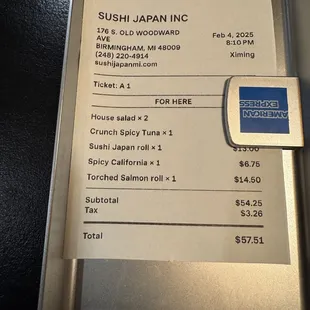 SUSHI JAPAN INC
176 S. OLD WOODWARD
AVE
BIRMINGHAM, MI 48009
(248) 220-4914
sushijapanmi.com
Feb 4, 2025
8:10 PM
Ximing
Ticket: A 1
FOR HERE
AMERICAN
EXPRESS
House salad × 2
Crunch Spicy Tuna × 1
Sushi Japan roll × 1 $13.00
Spicy California × 1 $6.75
Torched Salmon roll × 1 $14.50
Subtotal $54.25
Tax $3.26
Total $57.51